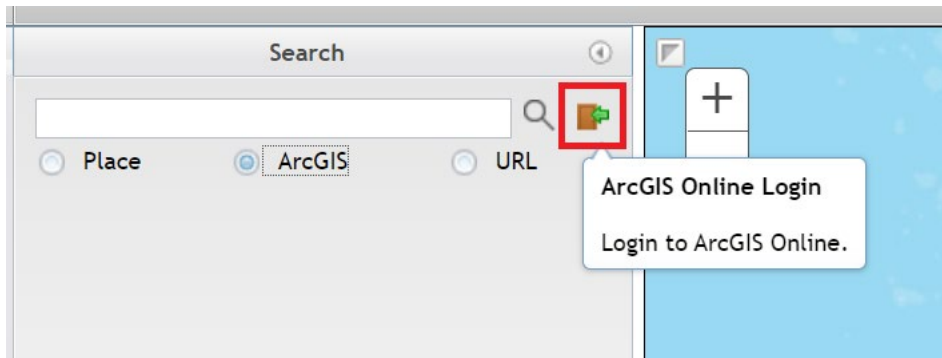 Search
Place ArcGIS URL
+
ArcGIS Online Login
Login to ArcGIS Online.